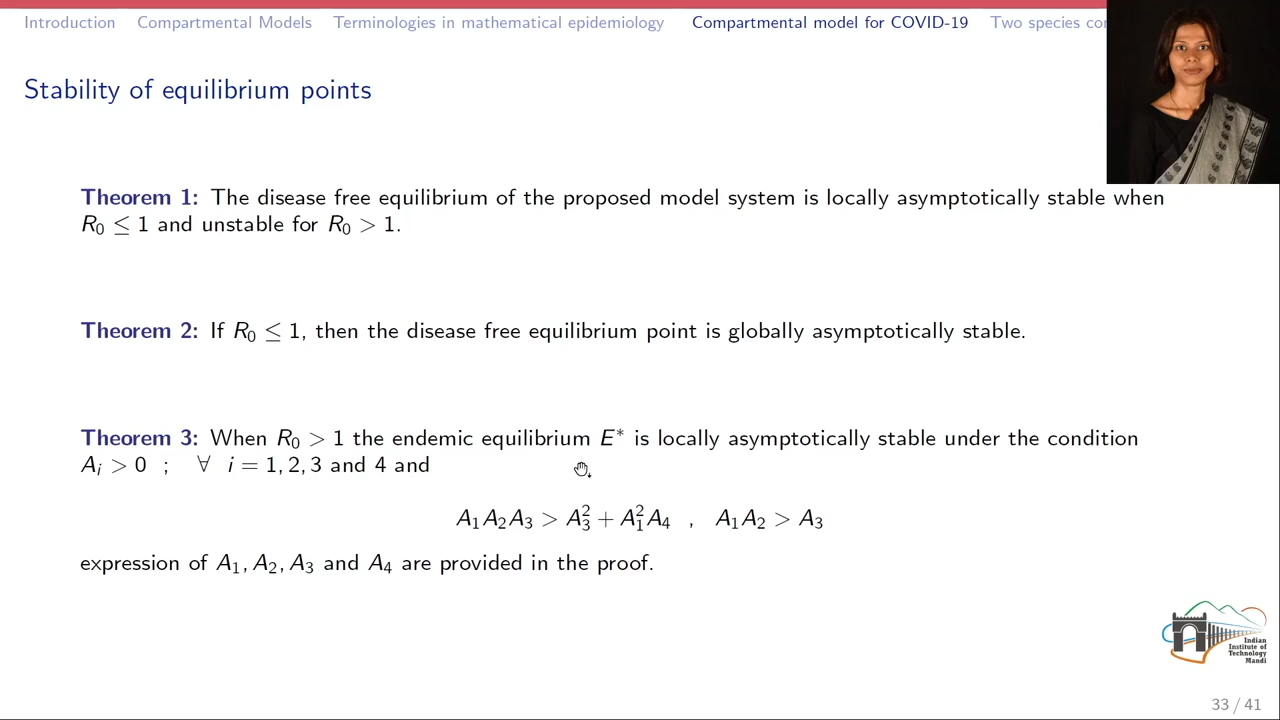 Introduction Compartmental Models Terminologies in mathematical epidemiology Compartmental model for COVID-19 Two species co
Stability of equilibrium points
Theorem 1: The disease free equilibrium of the proposed model system is locally asymptotically stable when
R₀ ≤ 1 and unstable for R₀ > 1.
Theorem 2: If R₀ ≤ 1, then the disease free equilibrium point is globally asymptotically stable.
Theorem 3: When R₀ > 1 the endemic equilibrium E* is locally asymptotically stable under the condition
Aᵢ > 0 ; ∀ i = 1, 2, 3 and 4 and
A₁A₂A₃ > A₃² + A₁²A₄ , A₁A₂ > A₃
expression of A₁, A₂, A₃ and A₄ are provided in the proof.
Indian
Institute of
Technology
Mandi
33 / 41